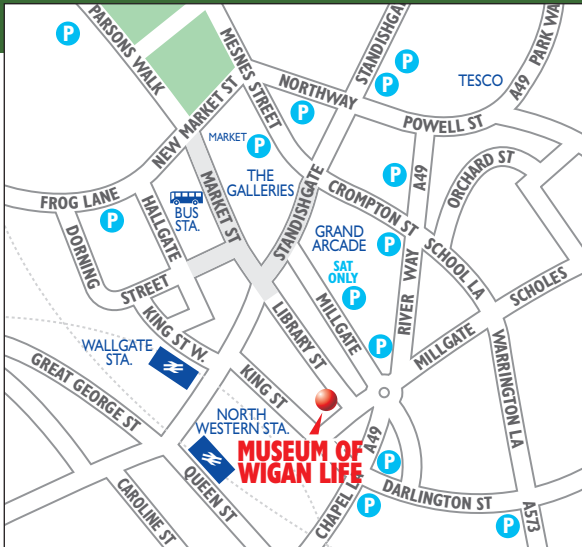 PARSONS WALK
P
MESNES STREET
STANDISHGATE
PARK WA
P
P
TESCO
A49
NORTHWAY
P
POWELL ST
NEW MARKET ST
MARKET
P
THE
GALLERIES
FROG LANE
BUS
STA.
HALLGATE
MARKET ST
STANDISHGATE
P
A49
ORCHARD ST
CROMPTON ST
P
DORNING
STREET
GRAND
ARCADE
SAT
ONLY
P
P
RIVER WAY
SCHOOL LA
SCHOLES
MILLGATE
LIBRARY ST
KING ST W.
WALLGATE
STA.
P
MILLGATE
WARRINGTON LA
GREAT GEORGE ST
KING ST
NORTH
WESTERN STA.
MUSEUM OF
WIGAN LIFE
A49
P
CHAPEL LA
P
DARLINGTON ST
P
A573
QUEEN ST
CAROLINE ST